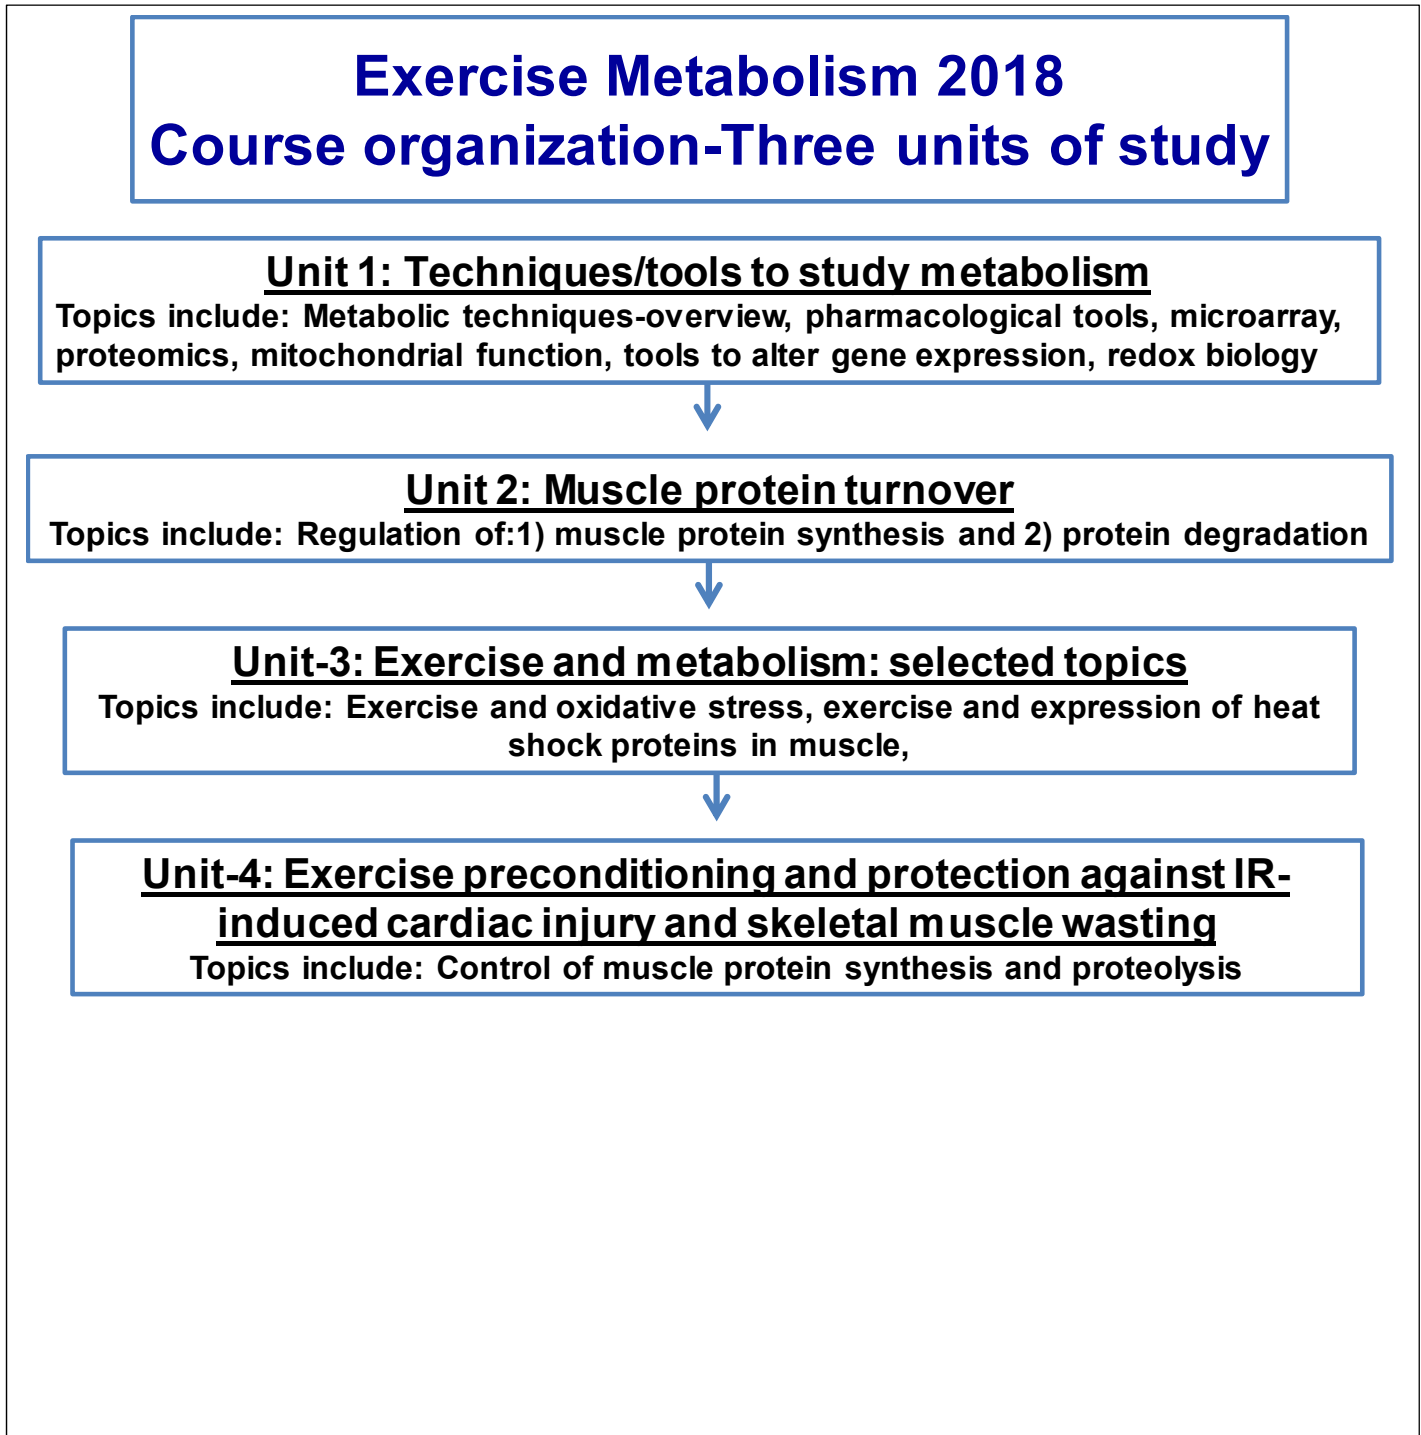 Exercise Metabolism 2018
Course organization-Three units of study
Unit 1: Techniques/tools to study metabolism
Topics include: Metabolic techniques-overview, pharmacological tools, microarray,
proteomics, mitochondrial function, tools to alter gene expression, redox biology
Unit 2: Muscle protein turnover
Topics include: Regulation of:1) muscle protein synthesis and 2) protein degradation
Unit-3: Exercise and metabolism: selected topics
Topics include: Exercise and oxidative stress, exercise and expression of heat
shock proteins in muscle,
Unit-4: Exercise preconditioning and protection against IR-
induced cardiac injury and skeletal muscle wasting
Topics include: Control of muscle protein synthesis and proteolysis